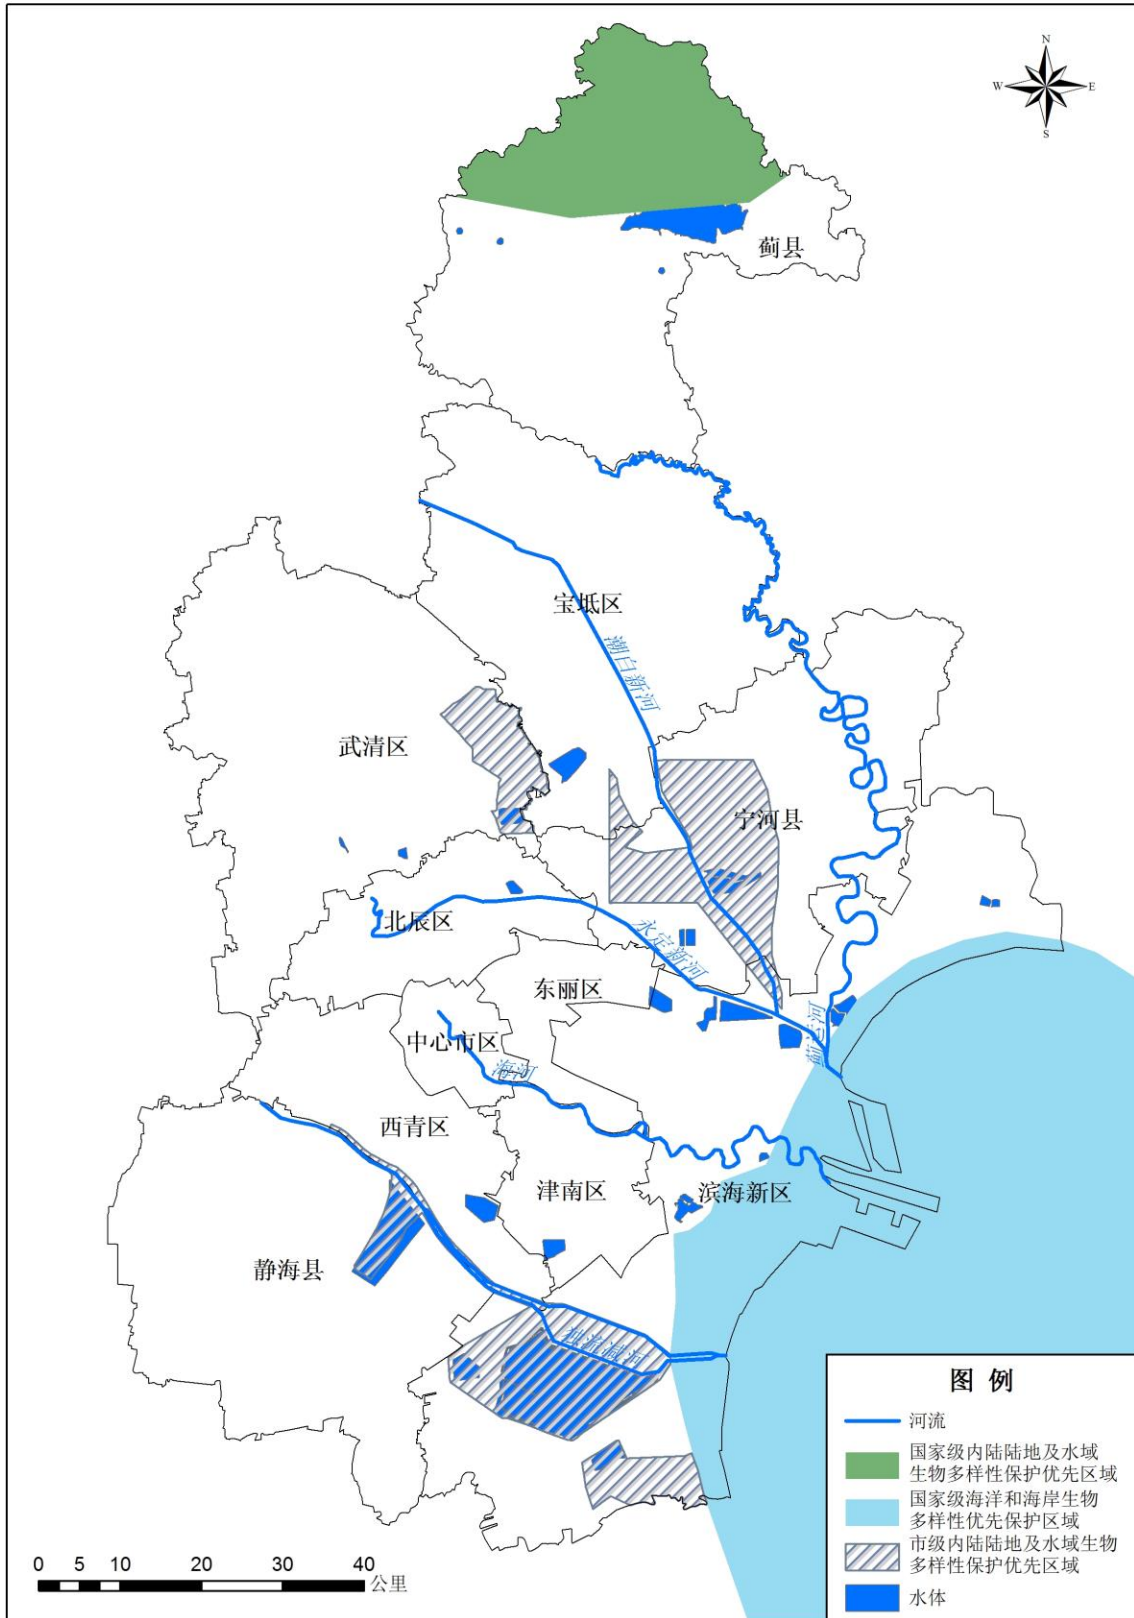 N
W
E
S
蓟县
宝坻区
潮白新河
武清区
宁河县
北辰区
永定新河
东丽区
蓟运河
中心市区
海河
西青区
津南区
滨海新区
静海县
独流减河
图 例
河流
国家级内陆陆地及水域
生物多样性保护优先区域
国家级海洋和海岸生物
多样性优先保护区域
市级内陆陆地及水域生物
多样性保护优先区域
水体
0 5 10 20 30 40
公里